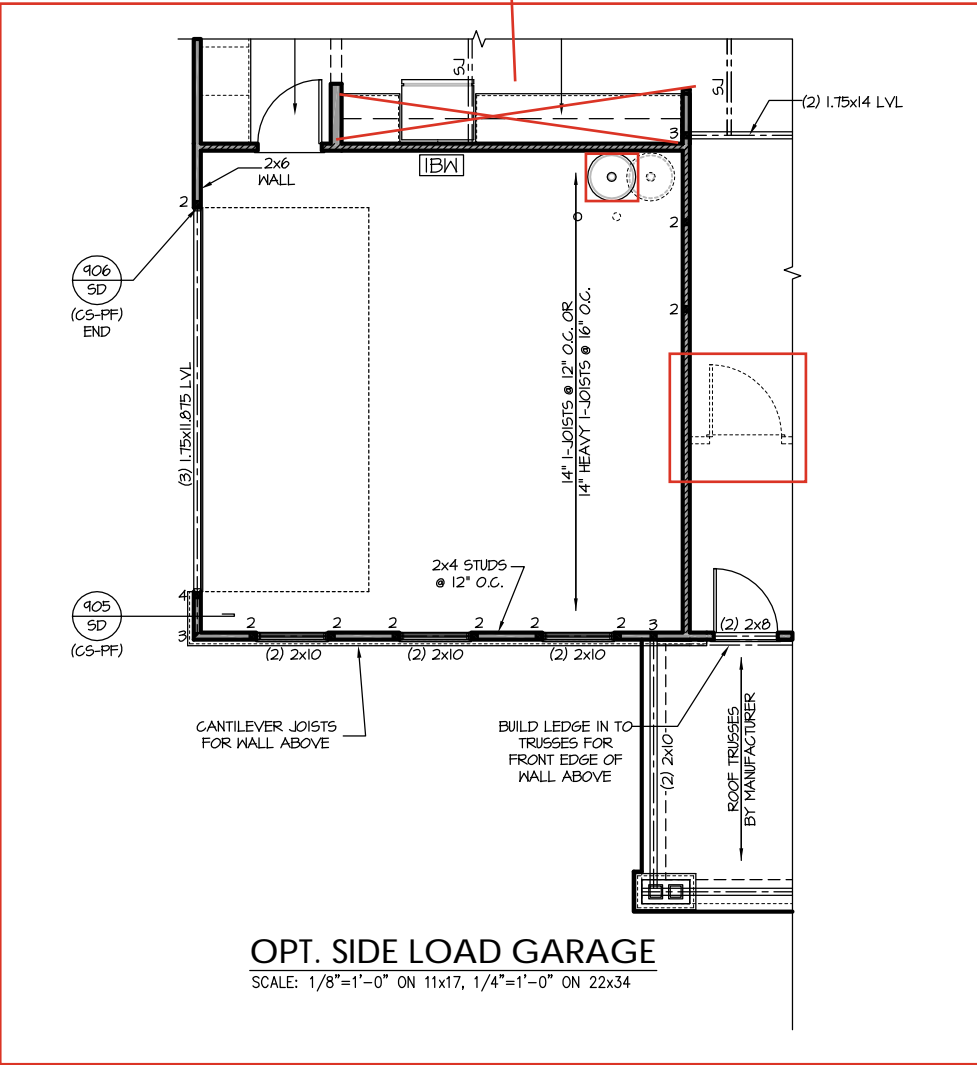 SJ
SJ
(2) 1.75x14 LVL
3
2x6
WALL
IBW
2
2
906
SD
(CS-PF)
END
2
14" I-JOISTS @ 12" O.C. OR
14" HEAVY I-JOISTS @ 16" O.C.
(3) 1.75x11.875 LVL
2x4 STUDS
@ 12" O.C.
4
905
SD
(CS-PF)
3
2
2
2
2
2
2
3
(2) 2x8
(2) 2x10
(2) 2x10
(2) 2x10
CANTILEVER JOISTS
FOR WALL ABOVE
BUILD LEDGE IN TO
TRUSSES FOR
FRONT EDGE OF
WALL ABOVE
(2) 2x10
ROOF TRUSSES
BY MANUFACTURER
OPT. SIDE LOAD GARAGE
SCALE: 1/8"=1'-0" ON 11x17, 1/4"=1'-0" ON 22x34